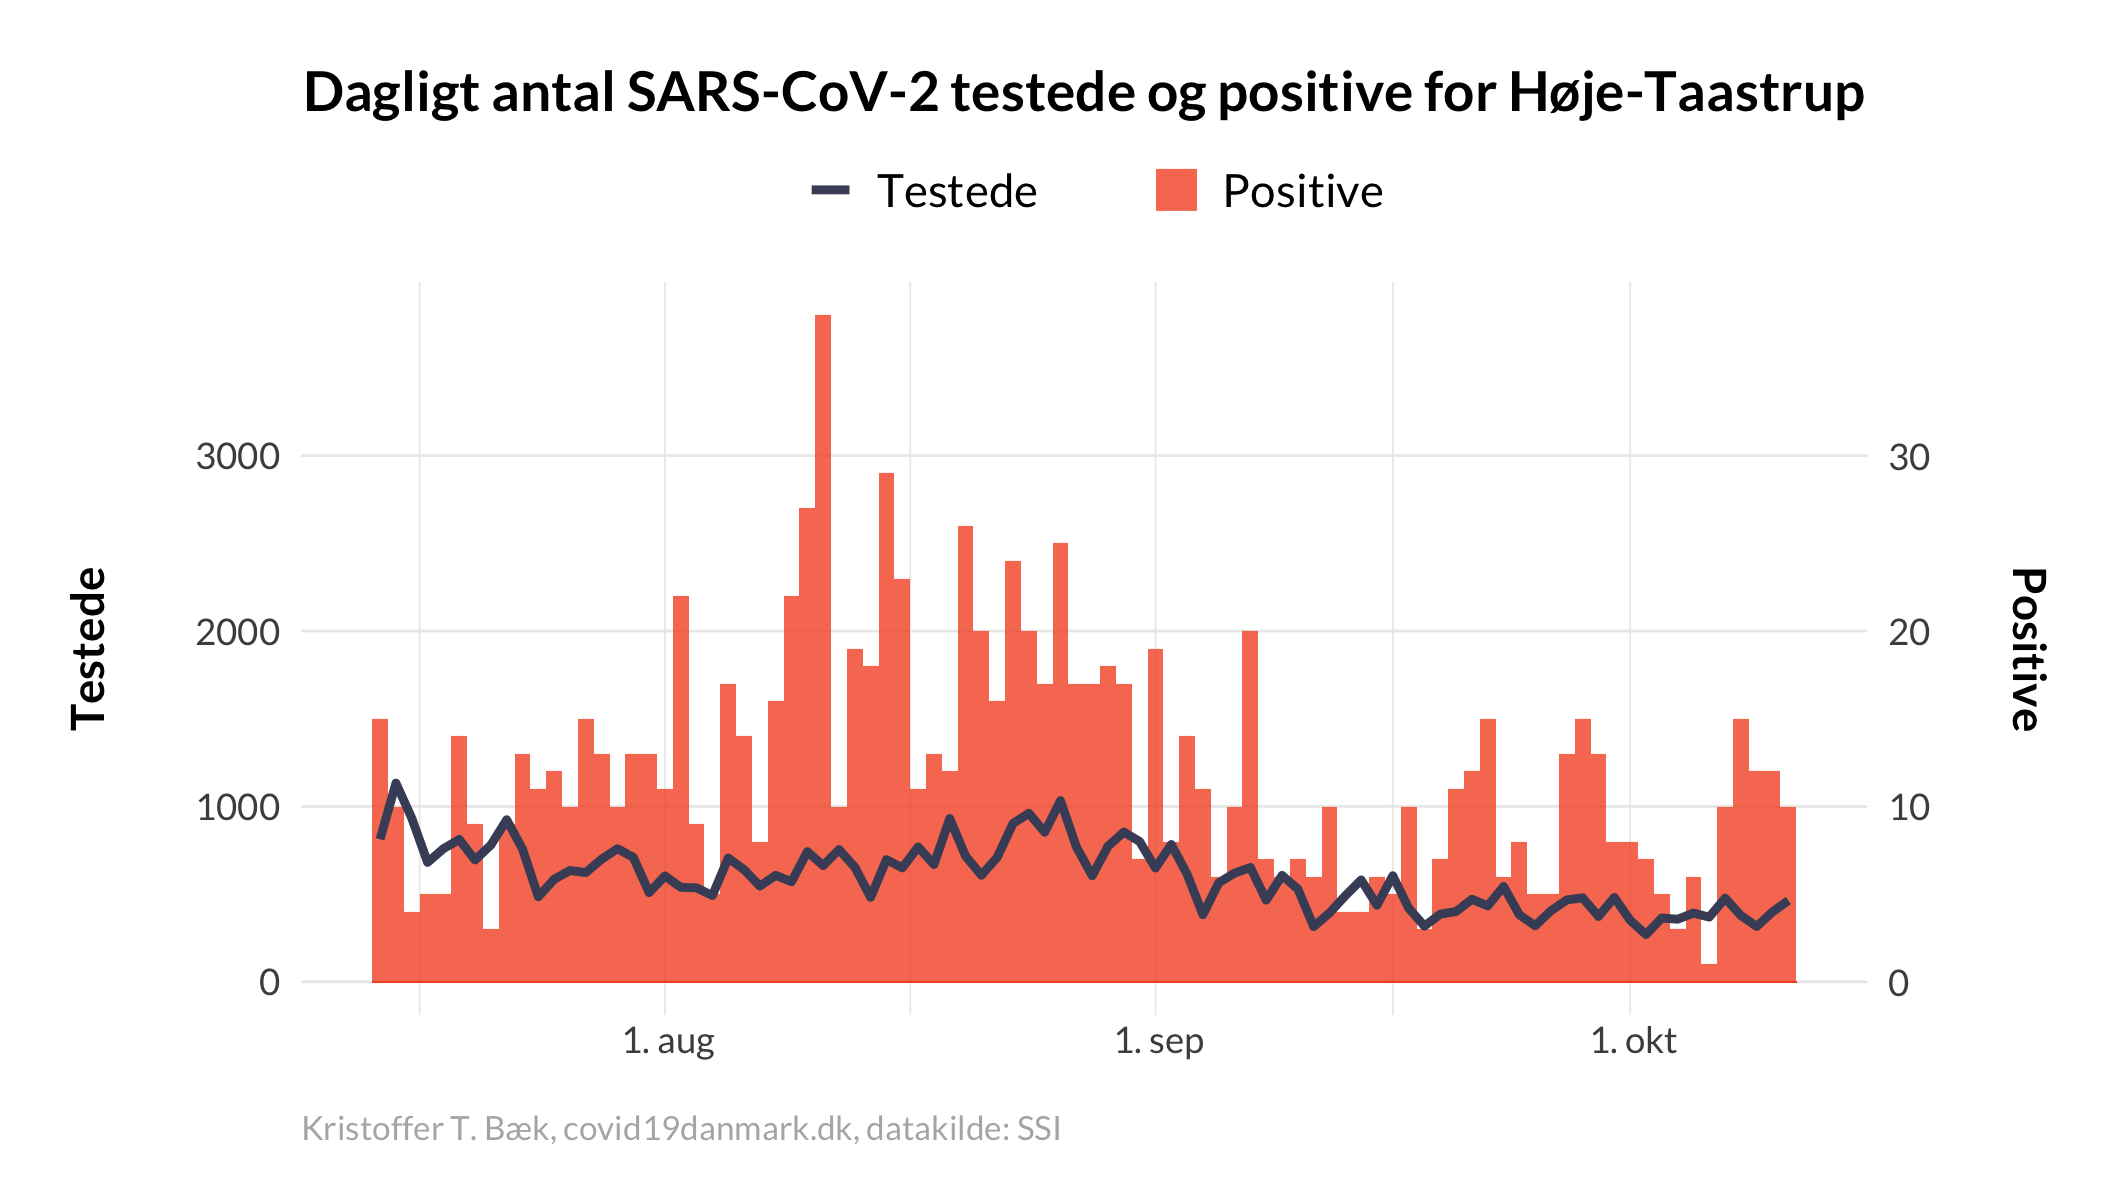 Dagligt antal SARS-CoV-2 testede og positive for Høje-Taastrup
Testede
Positive
Testede
3000
2000
1000
0
30
20
10
0
Positive
1. aug
1. sep
1. okt
Kristoffer T. Bæk, covid19danmark.dk, datakilde: SSI